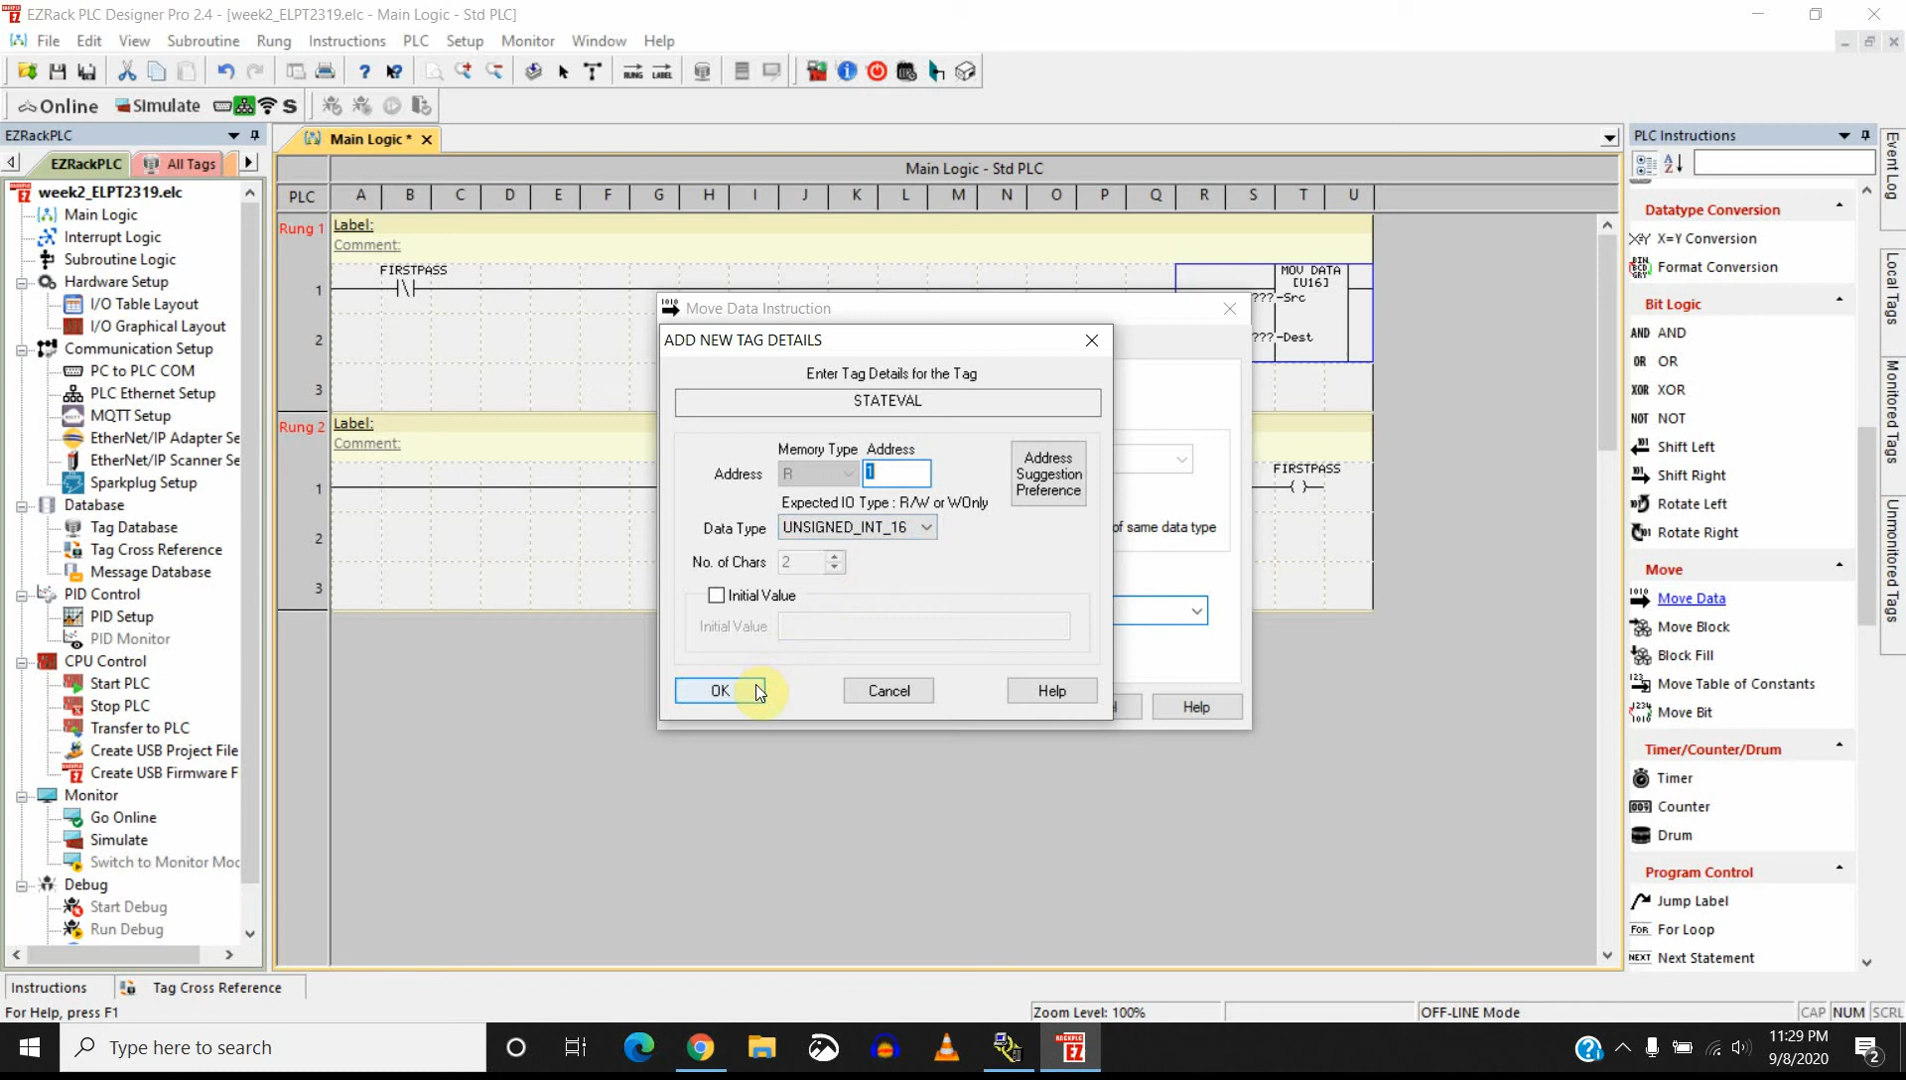 EZRack PLC Designer Pro 2.4 - [week2_ELPT2319.elc - Main Logic - Std PLC]
File Edit View Subroutine Rung Instructions PLC Setup Monitor Window Help
RUNG LABEL
Online Simulate S
EZRackPLC
Main Logic *
PLC Instructions
EZRackPLC All Tags
Main Logic - Std PLC
PLC A B C D E F G H I J K L M N O P Q R S T U
week2_ELPT2319.elc
Main Logic
Interrupt Logic
Subroutine Logic
Hardware Setup
I/O Table Layout
I/O Graphical Layout
Communication Setup
PC to PLC COM
PLC Ethernet Setup
MQTT Setup
EtherNet/IP Adapter Se
EtherNet/IP Scanner Se
Sparkplug Setup
Database
Tag Database
Tag Cross Reference
Message Database
PID Control
PID Setup
PID Monitor
CPU Control
Start PLC
Stop PLC
Transfer to PLC
Create USB Project File
Create USB Firmware F
Monitor
Go Online
Simulate
Switch to Monitor Moc
Debug
Start Debug
Run Debug
Rung 1 Label:
Comment:
FIRSTPASS
1
2
3
MOV DATA
[U16]
???-Src
???-Dest
Rung 2 Label:
Comment:
FIRSTPASS
1
2
3
Move Data Instruction
of same data type
Help
ADD NEW TAG DETAILS
Enter Tag Details for the Tag
STATEVAL
Memory Type Address
Address R 1
Address
Suggestion
Preference
Expected IO Type : R/W or WOnly
Data Type UNSIGNED_INT_16
No. of Chars 2
Initial Value
Initial Value
OK Cancel Help
Datatype Conversion
X=Y Conversion
Format Conversion
Bit Logic
AND AND
OR OR
XOR XOR
NOT NOT
Shift Left
Shift Right
Rotate Left
Rotate Right
Move
Move Data
Move Block
Block Fill
Move Table of Constants
Move Bit
Timer/Counter/Drum
Timer
Counter
Drum
Program Control
Jump Label
FOR For Loop
NEXT Next Statement
Event Log
Local Tags
Monitored Tags
Unmonitored Tags
Instructions Tag Cross Reference
For Help, press F1
Zoom Level: 100%
OFF-LINE Mode
CAP NUM SCRL
Type here to search
11:29 PM
9/8/2020
2